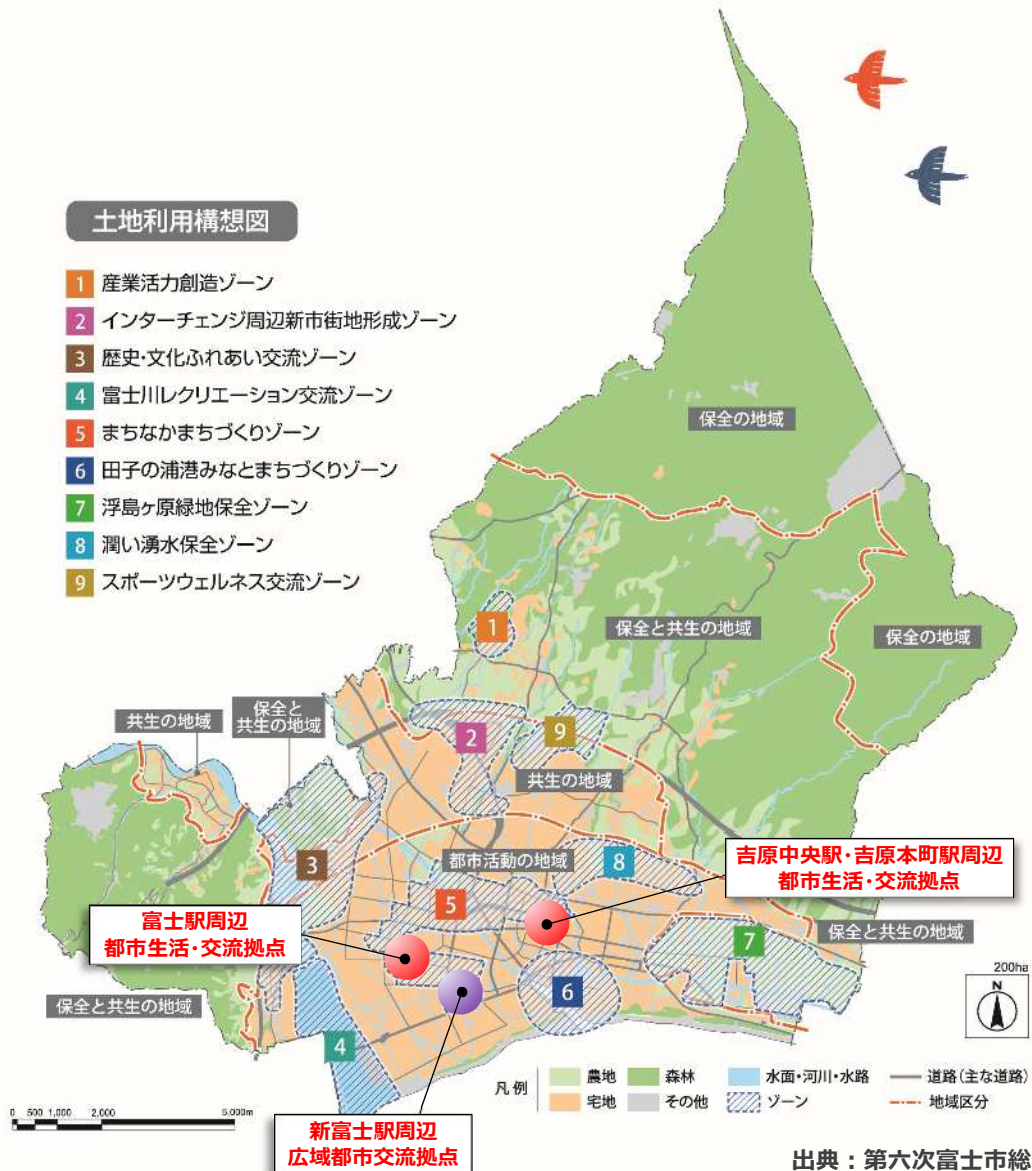 土地利用構想図
1 産業活力創造ゾーン
2 インターチェンジ周辺新市街地形成ゾーン
3 歴史・文化ふれあい交流ゾーン
4 富士川レクリエーション交流ゾーン
5 まちなかまちづくりゾーン
6 田子の浦港みなとまちづくりゾーン
7 浮島ヶ原緑地保全ゾーン
8 潤い湧水保全ゾーン
9 スポーツウェルネス交流ゾーン
保全の地域
保全と共生の地域
保全の地域
1
保全と
共生の地域
共生の地域
2
9
共生の地域
都市活動の地域
3
8
5
吉原中央駅・吉原本町駅周辺
都市生活・交流拠点
富士駅周辺
都市生活・交流拠点
7
保全と共生の地域
6
保全と共生の地域
4
200ha
N
凡例
農地
森林
水面・河川・水路
道路(主な道路)
宅地
その他
ゾーン
地域区分
0 500 1,000 2,000 5,000m
新富士駅周辺
広域都市交流拠点
出典：第六次富士市総